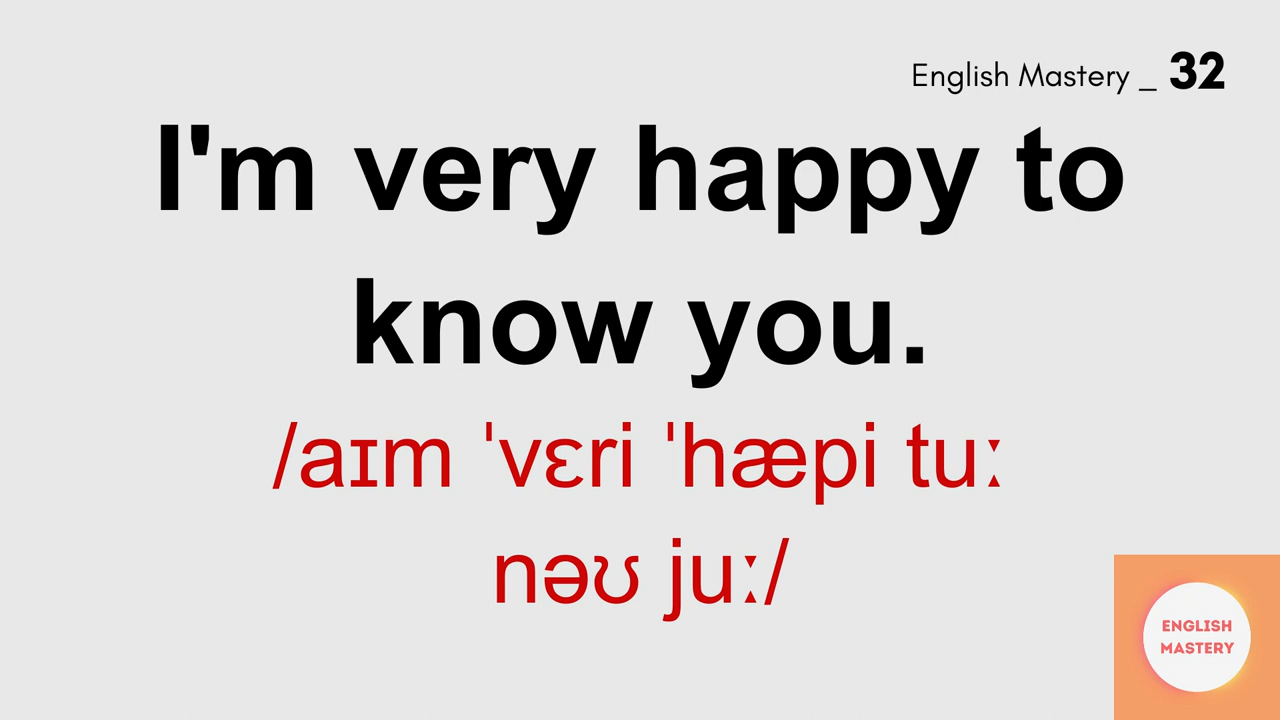 English Mastery _ 32
I'm very happy to
know you.
/aɪm ˈvɛri ˈhæpi tuː
nəʊ juː/
ENGLISH
MASTERY